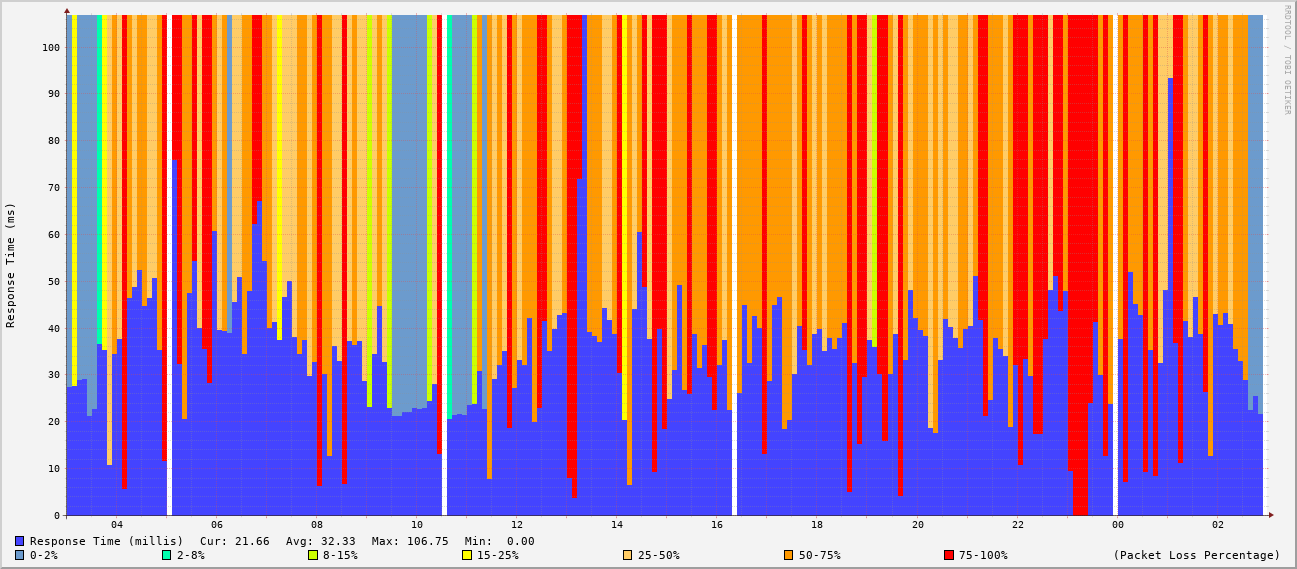 RRDTOOL / TOBI OETIKER
Response Time (ms)
100
90
80
70
60
50
40
30
20
10
0
04 06 08 10 12 14 16 18 20 22 00 02
Response Time (millis) Cur: 21.66 Avg: 32.33 Max: 106.75 Min: 0.00
0-2% 2-8% 8-15% 15-25% 25-50% 50-75% 75-100% (Packet Loss Percentage)